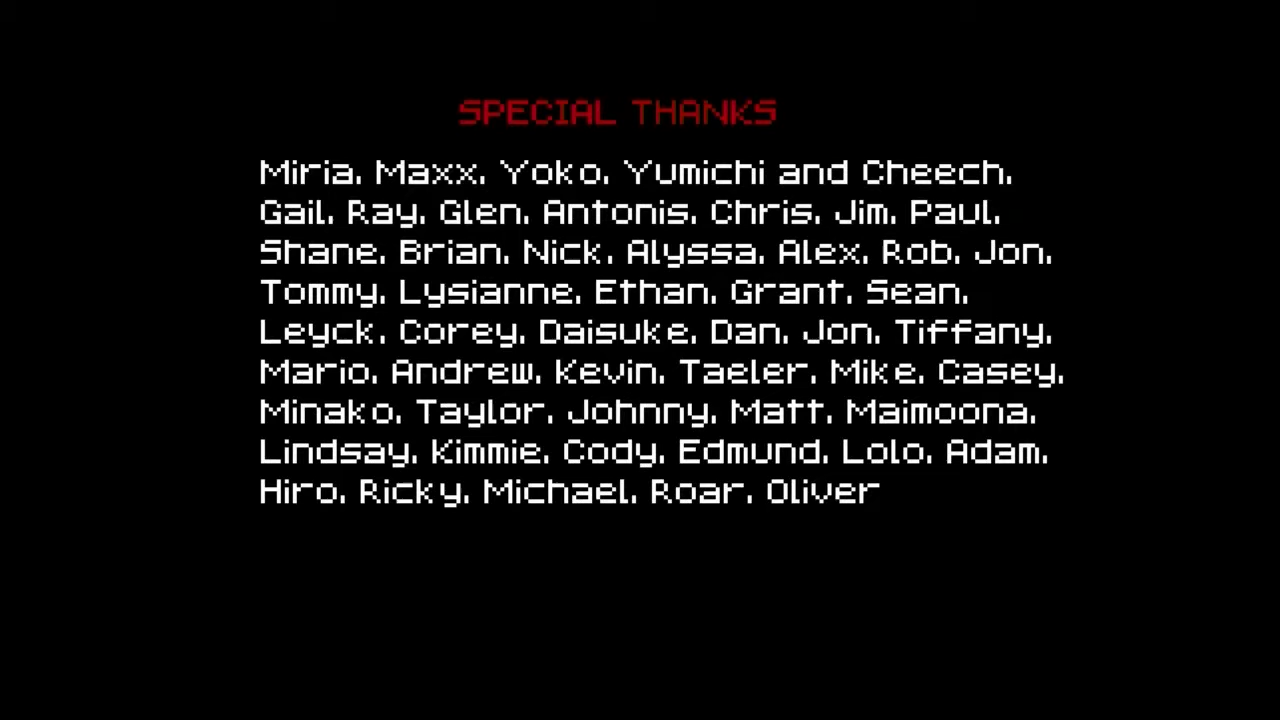 SPECIAL THANKS
Miria, Maxx, Yoko, Yumichi and Cheech,
Gail, Ray, Glen, Antonis, Chris, Jim, Paul,
Shane, Brian, Nick, Alyssa, Alex, Rob, Jon,
Tommy, Lysianne, Ethan, Grant, Sean,
Leyck, Corey, Daisuke, Dan, Jon, Tiffany,
Mario, Andrew, Kevin, Taeler, Mike, Casey,
Minako, Taylor, Johnny, Matt, Maimoona,
Lindsay, Kimmie, Cody, Edmund, Lolo, Adam,
Hiro, Ricky, Michael, Roar, Oliver